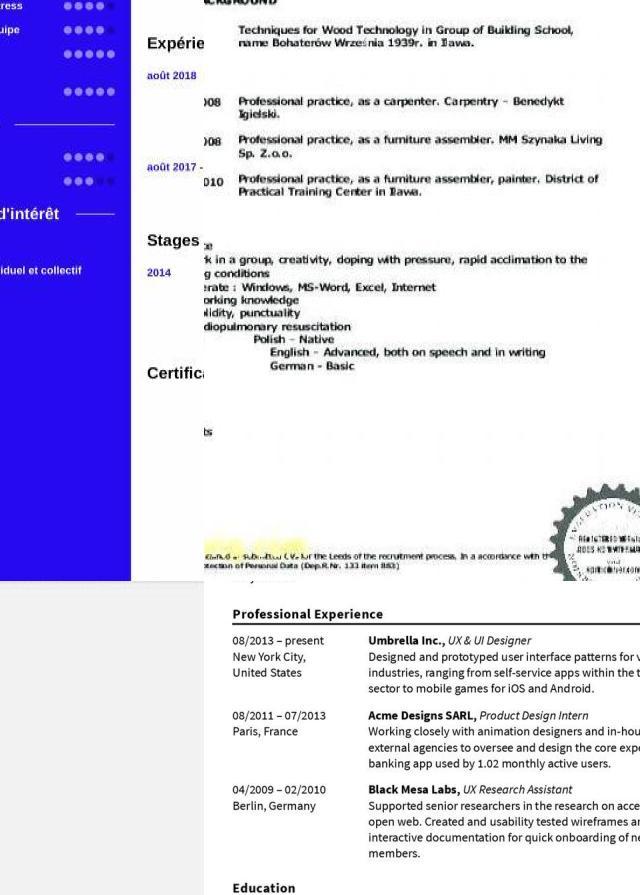 ress
uipe
d'intérêt
iduel et collectif
Expérie
août 2018
août 2017 -
Stages
2014
Certific
Techniques for Wood Technology in Group of Building School,
name Bohaterów Września 1939r. in Iława.
008 Professional practice, as a carpenter. Carpentry – Benedykt
Igielski.
008 Professional practice, as a furniture assembler. MM Szynaka Living
Sp. Z.o.o.
010 Professional practice, as a furniture assembler, painter. District of
Practical Training Center in Iława.
ce
k in a group, creativity, doping with pressure, rapid acclimation to the
g conditions
erate : Windows, MS-Word, Excel, Internet
orking knowledge
lidity, punctuality
diopulmonary resuscitation
Polish – Native
English – Advanced, both on speech and in writing
German - Basic
ts
submitted CV, for the Leeds of the recruitment process. In a accordance with th
tection of Personal Data (Dep.R.Nr. 133 item 883)
Professional Experience
08/2013 – present Umbrella Inc., UX & UI Designer
New York City, Designed and prototyped user interface patterns for v
United States industries, ranging from self-service apps within the t
sector to mobile games for iOS and Android.
08/2011 – 07/2013 Acme Designs SARL, Product Design Intern
Paris, France Working closely with animation designers and in-hou
external agencies to oversee and design the core expe
banking app used by 1.02 monthly active users.
04/2009 – 02/2010 Black Mesa Labs, UX Research Assistant
Berlin, Germany Supported senior researchers in the research on acce
open web. Created and usability tested wireframes an
interactive documentation for quick onboarding of ne
members.
Education